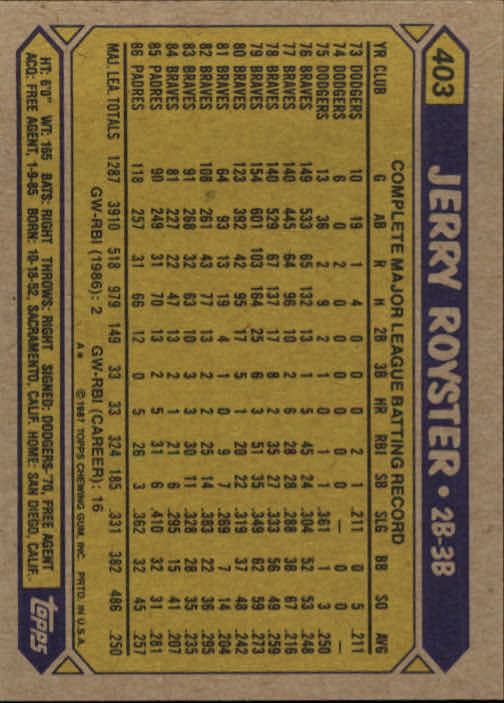 403 JERRY ROYSTER • 2B-3B
COMPLETE MAJOR LEAGUE BATTING RECORD
YR CLUB G AB R H 2B 3B HR RBI SB SLG BB SO AVG
73 DODGERS 10 19 1 4 0 0 0 2 1 .211 0 5 .211
74 DODGERS 6 0 2 0 0 0 0 0 0 — 0 0 —
75 DODGERS 13 36 2 9 2 1 0 1 1 .361 1 3 .250
76 BRAVES 149 533 65 132 13 1 5 45 24 .304 52 53 .248
77 BRAVES 140 445 64 96 10 2 6 28 28 .288 38 67 .216
78 BRAVES 140 529 67 137 17 8 2 35 27 .333 56 49 .259
79 BRAVES 154 601 103 164 25 6 3 51 35 .349 62 59 .273
80 BRAVES 123 392 42 95 17 5 1 20 22 .319 37 48 .242
81 BRAVES 64 93 13 19 4 1 0 9 7 .269 7 14 .204
82 BRAVES 108 261 43 77 13 2 2 25 14 .383 22 36 .295
83 BRAVES 91 268 32 63 10 3 3 30 11 .328 28 35 .235
84 BRAVES 81 227 22 47 13 2 1 21 6 .295 15 41 .207
85 PADRES 90 249 31 70 13 2 5 31 6 .410 32 31 .281
86 PADRES 118 257 31 66 12 0 5 26 3 .362 32 45 .257
MAJ. LEA. TOTALS 1287 3910 518 979 149 33 33 324 185 .331 382 486 .250
GW-RBI (1986): 2 GW-RBI (CAREER): 16
A* © 1987 TOPPS CHEWING GUM, INC. PRTD. IN U.S.A.
HT: 6'0" WT: 165 BATS: RIGHT THROWS: RIGHT SIGNED: DODGERS-'70, FREE AGENT
ACQ: FREE AGENT, 1-9-85 BORN: 10-18-52, SACRAMENTO, CALIF. HOME: SAN DIEGO, CALIF.
topps